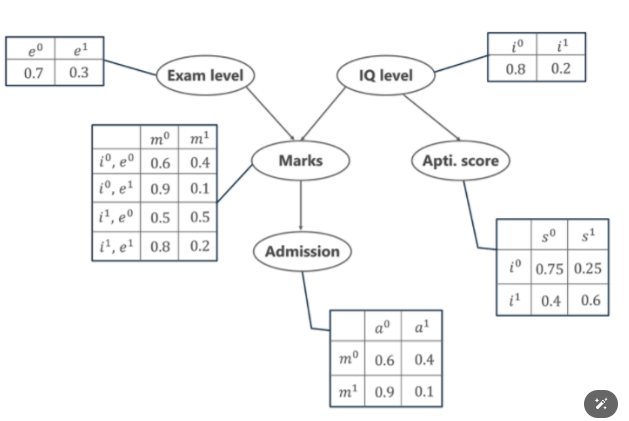 e⁰ e¹
0.7 0.3
Exam level
IQ level
i⁰ i¹
0.8 0.2
m⁰ m¹
i⁰, e⁰ 0.6 0.4
i⁰, e¹ 0.9 0.1
i¹, e⁰ 0.5 0.5
i¹, e¹ 0.8 0.2
Marks
Apti. score
Admission
s⁰ s¹
i⁰ 0.75 0.25
i¹ 0.4 0.6
a⁰ a¹
m⁰ 0.6 0.4
m¹ 0.9 0.1